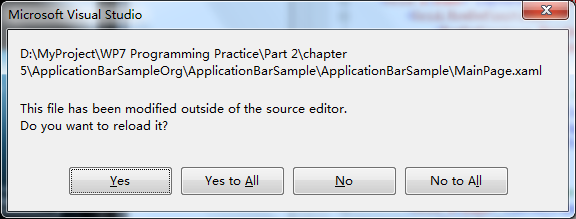 Microsoft Visual Studio
D:\MyProject\WP7 Programming Practice\Part 2\chapter
5\ApplicationBarSampleOrg\ApplicationBarSample\ApplicationBarSample\MainPage.xaml
This file has been modified outside of the source editor.
Do you want to reload it?
Yes Yes to All No No to All